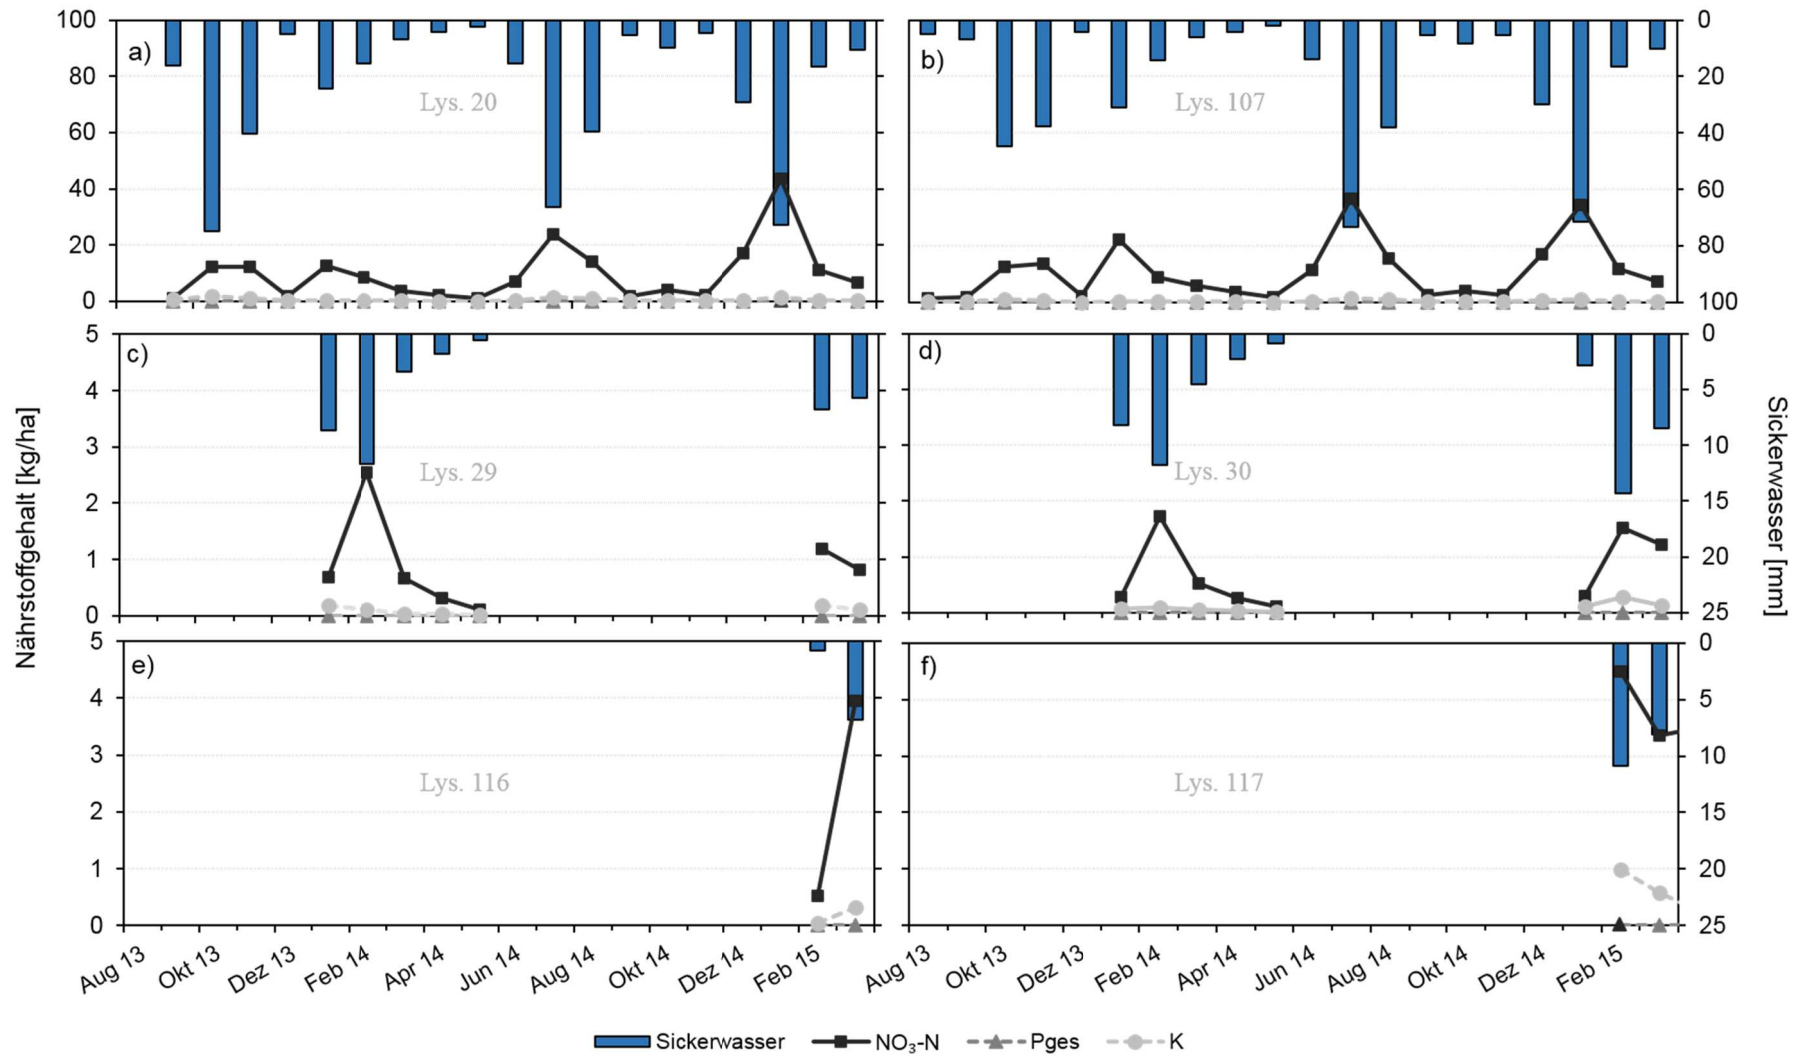 100 80 60 40 20 0
a)
Lys. 20
b)
Lys. 107
0 20 40 60 80 100
5 4 3 2 1 0
c)
Lys. 29
d)
Lys. 30
0 5 10 15 20 25
Nährstoffgehalt [kg/ha]
Sickerwasser [mm]
5 4 3 2 1 0
e)
Lys. 116
f)
Lys. 117
0 5 10 15 20 25
Aug 13 Okt 13 Dez 13 Feb 14 Apr 14 Jun 14 Aug 14 Okt 14 Dez 14 Feb 15
Aug 13 Okt 13 Dez 13 Feb 14 Apr 14 Jun 14 Aug 14 Okt 14 Dez 14 Feb 15
Sickerwasser NO₃-N Pges K